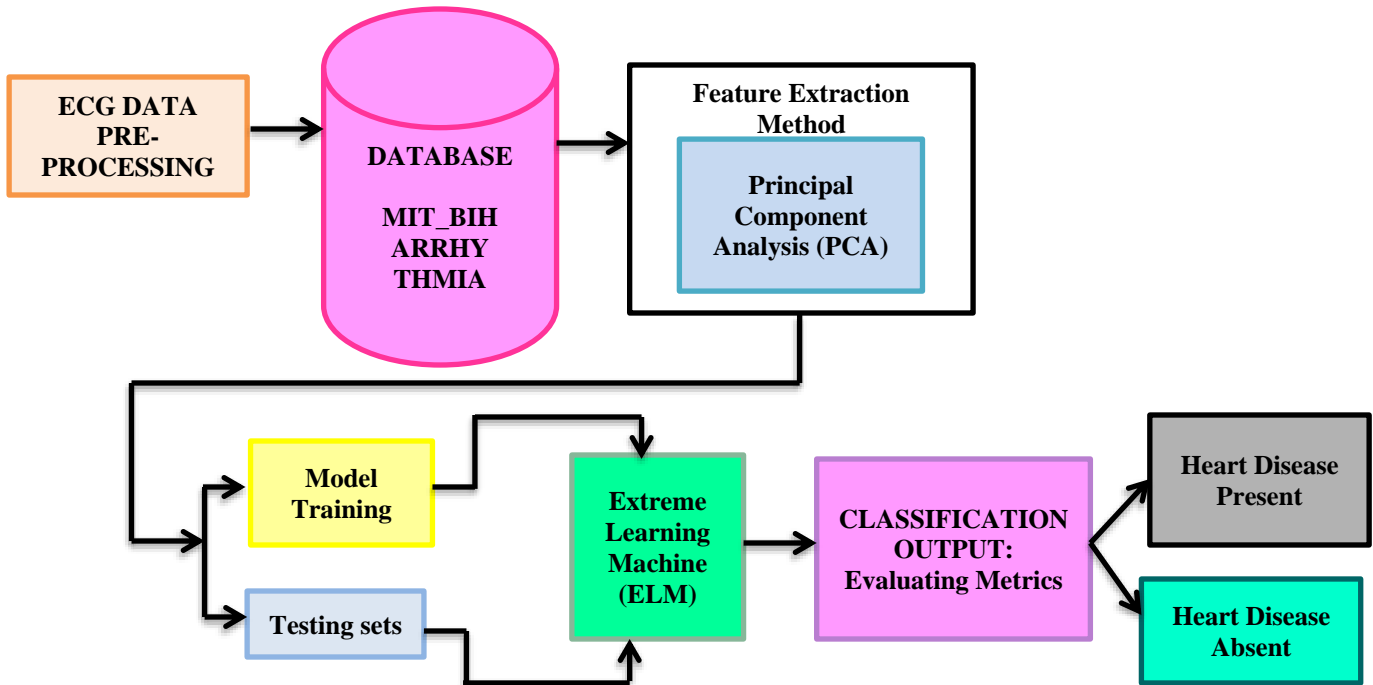 ECG DATA
PRE-
PROCESSING
DATABASE
MIT_BIH
ARRHY
THMIA
Feature Extraction
Method
Principal
Component
Analysis (PCA)
Model
Training
Testing sets
Extreme
Learning
Machine
(ELM)
CLASSIFICATION
OUTPUT:
Evaluating Metrics
Heart Disease
Present
Heart Disease
Absent